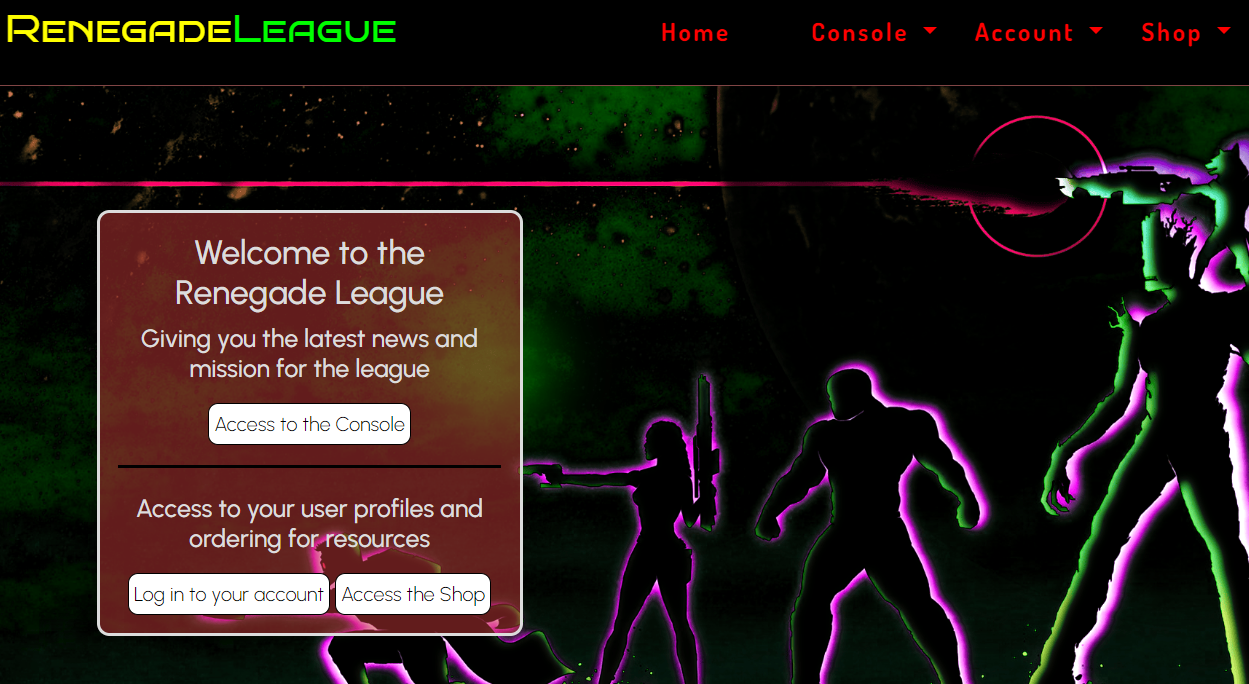 RenegadeLeague
Home Console Account Shop
Welcome to the
Renegade League
Giving you the latest news and
mission for the league
Access to the Console
Access to your user profiles and
ordering for resources
Log in to your account Access the Shop